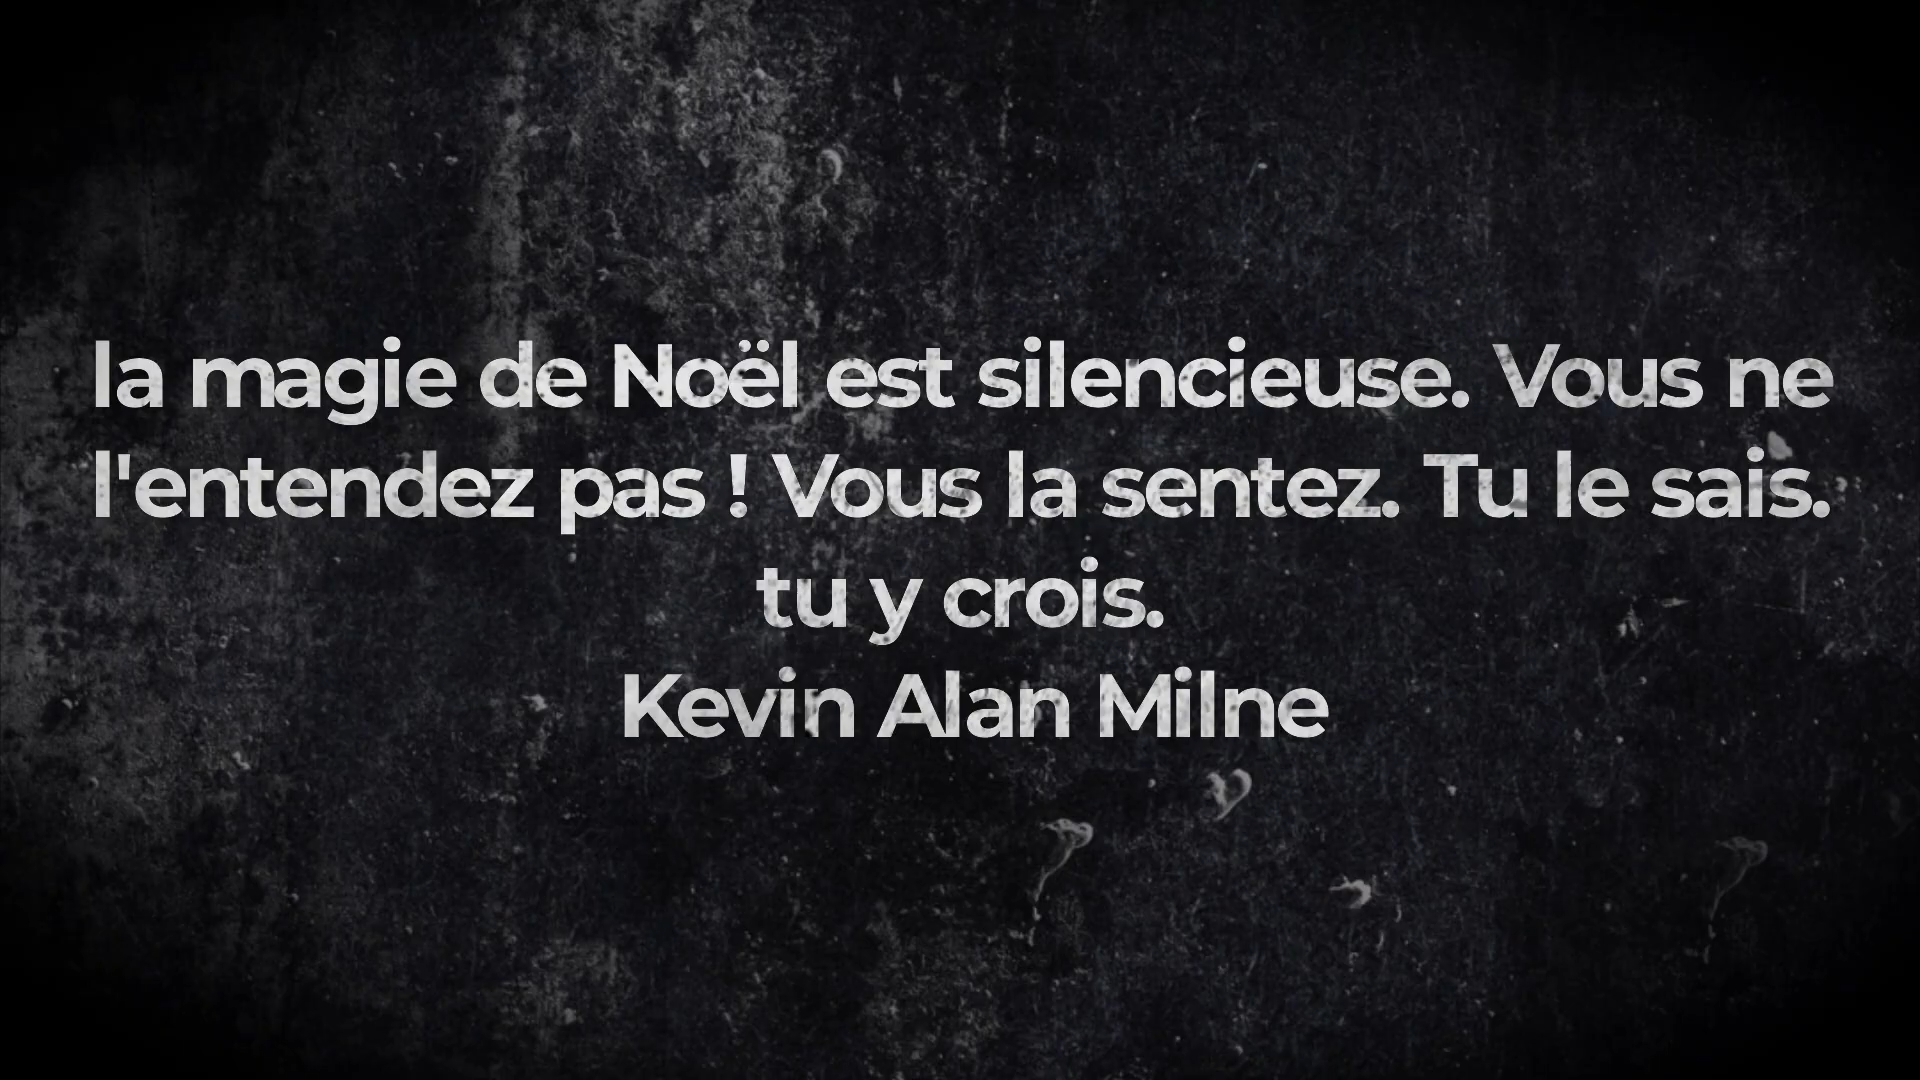 la magie de Noël est silencieuse. Vous ne
l'entendez pas ! Vous la sentez. Tu le sais.
tu y crois.
Kevin Alan Milne